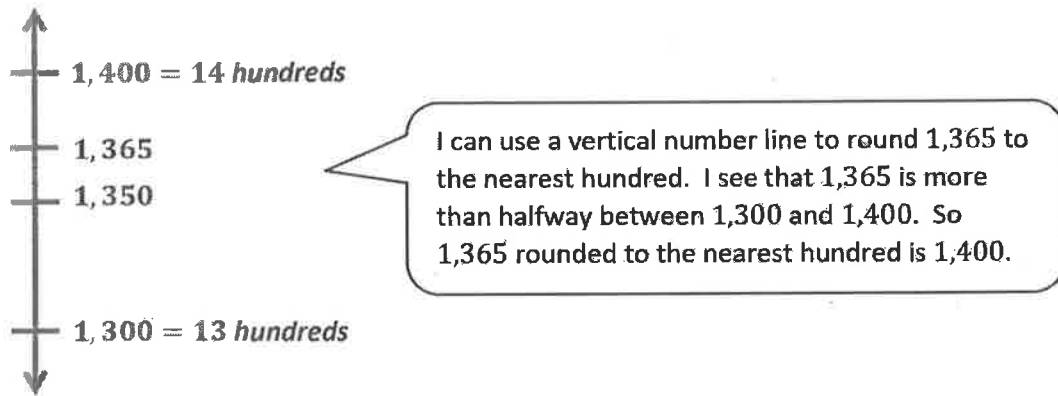 1,400 = 14 hundreds
1,365
1,350
1,300 = 13 hundreds
I can use a vertical number line to round 1,365 to
the nearest hundred. I see that 1,365 is more
than halfway between 1,300 and 1,400. So
1,365 rounded to the nearest hundred is 1,400.